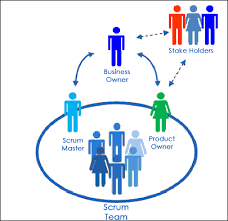 Stake Holders
Business
Owner
Scrum
Master
Product
Owner
Scrum
Team